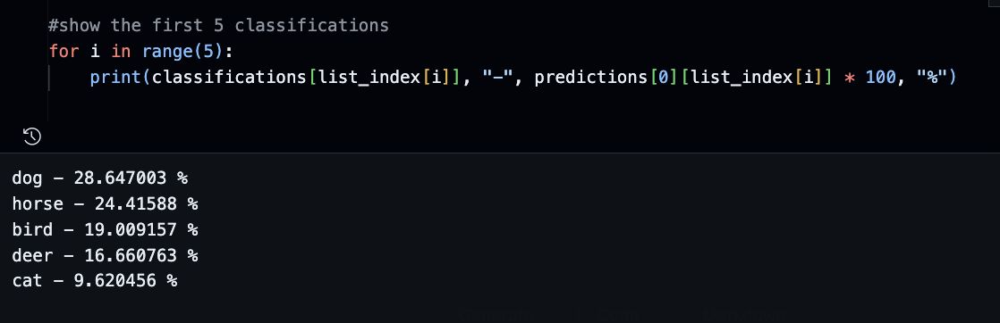 #show the first 5 classifications
for i in range(5):
    print(classifications[list_index[i]], "-", predictions[0][list_index[i]] * 100, "%")
dog - 28.647003 %
horse - 24.41588 %
bird - 19.009157 %
deer - 16.660763 %
cat - 9.620456 %